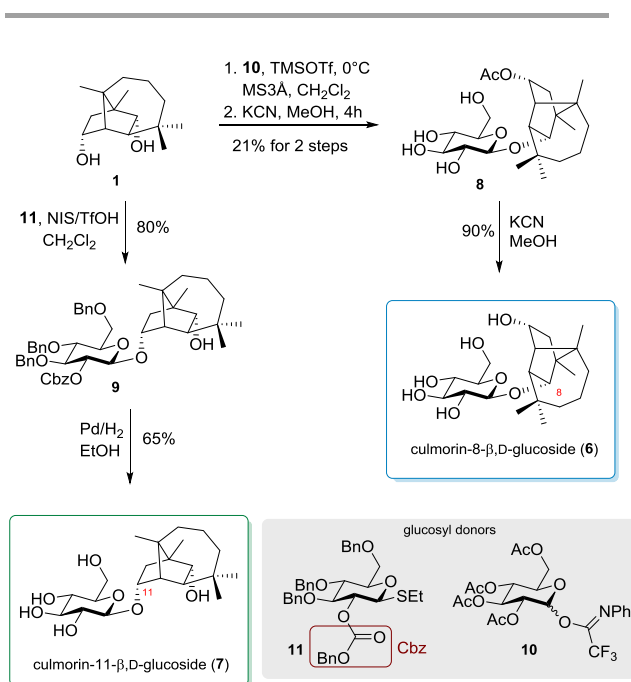 1. 10, TMSOTf, 0°C
MS3Å, CH2Cl2
2. KCN, MeOH, 4h
21% for 2 steps
OH
OH
1
AcO
HO
HO
HO
HO
O
O
8
11, NIS/TfOH
CH2Cl2
80%
90%
KCN
MeOH
BnO
BnO
BnO
CbzO
O
O
OH
9
HO
HO
HO
HO
HO
O
O
8
culmorin-8-β,D-glucoside (6)
Pd/H2
EtOH
65%
HO
HO
HO
HO
O
O
11
OH
culmorin-11-β,D-glucoside (7)
glucosyl donors
BnO
BnO
BnO
O
SEt
O
O
BnO
Cbz
11
AcO
AcO
AcO
AcO
O
O
NPh
CF3
10